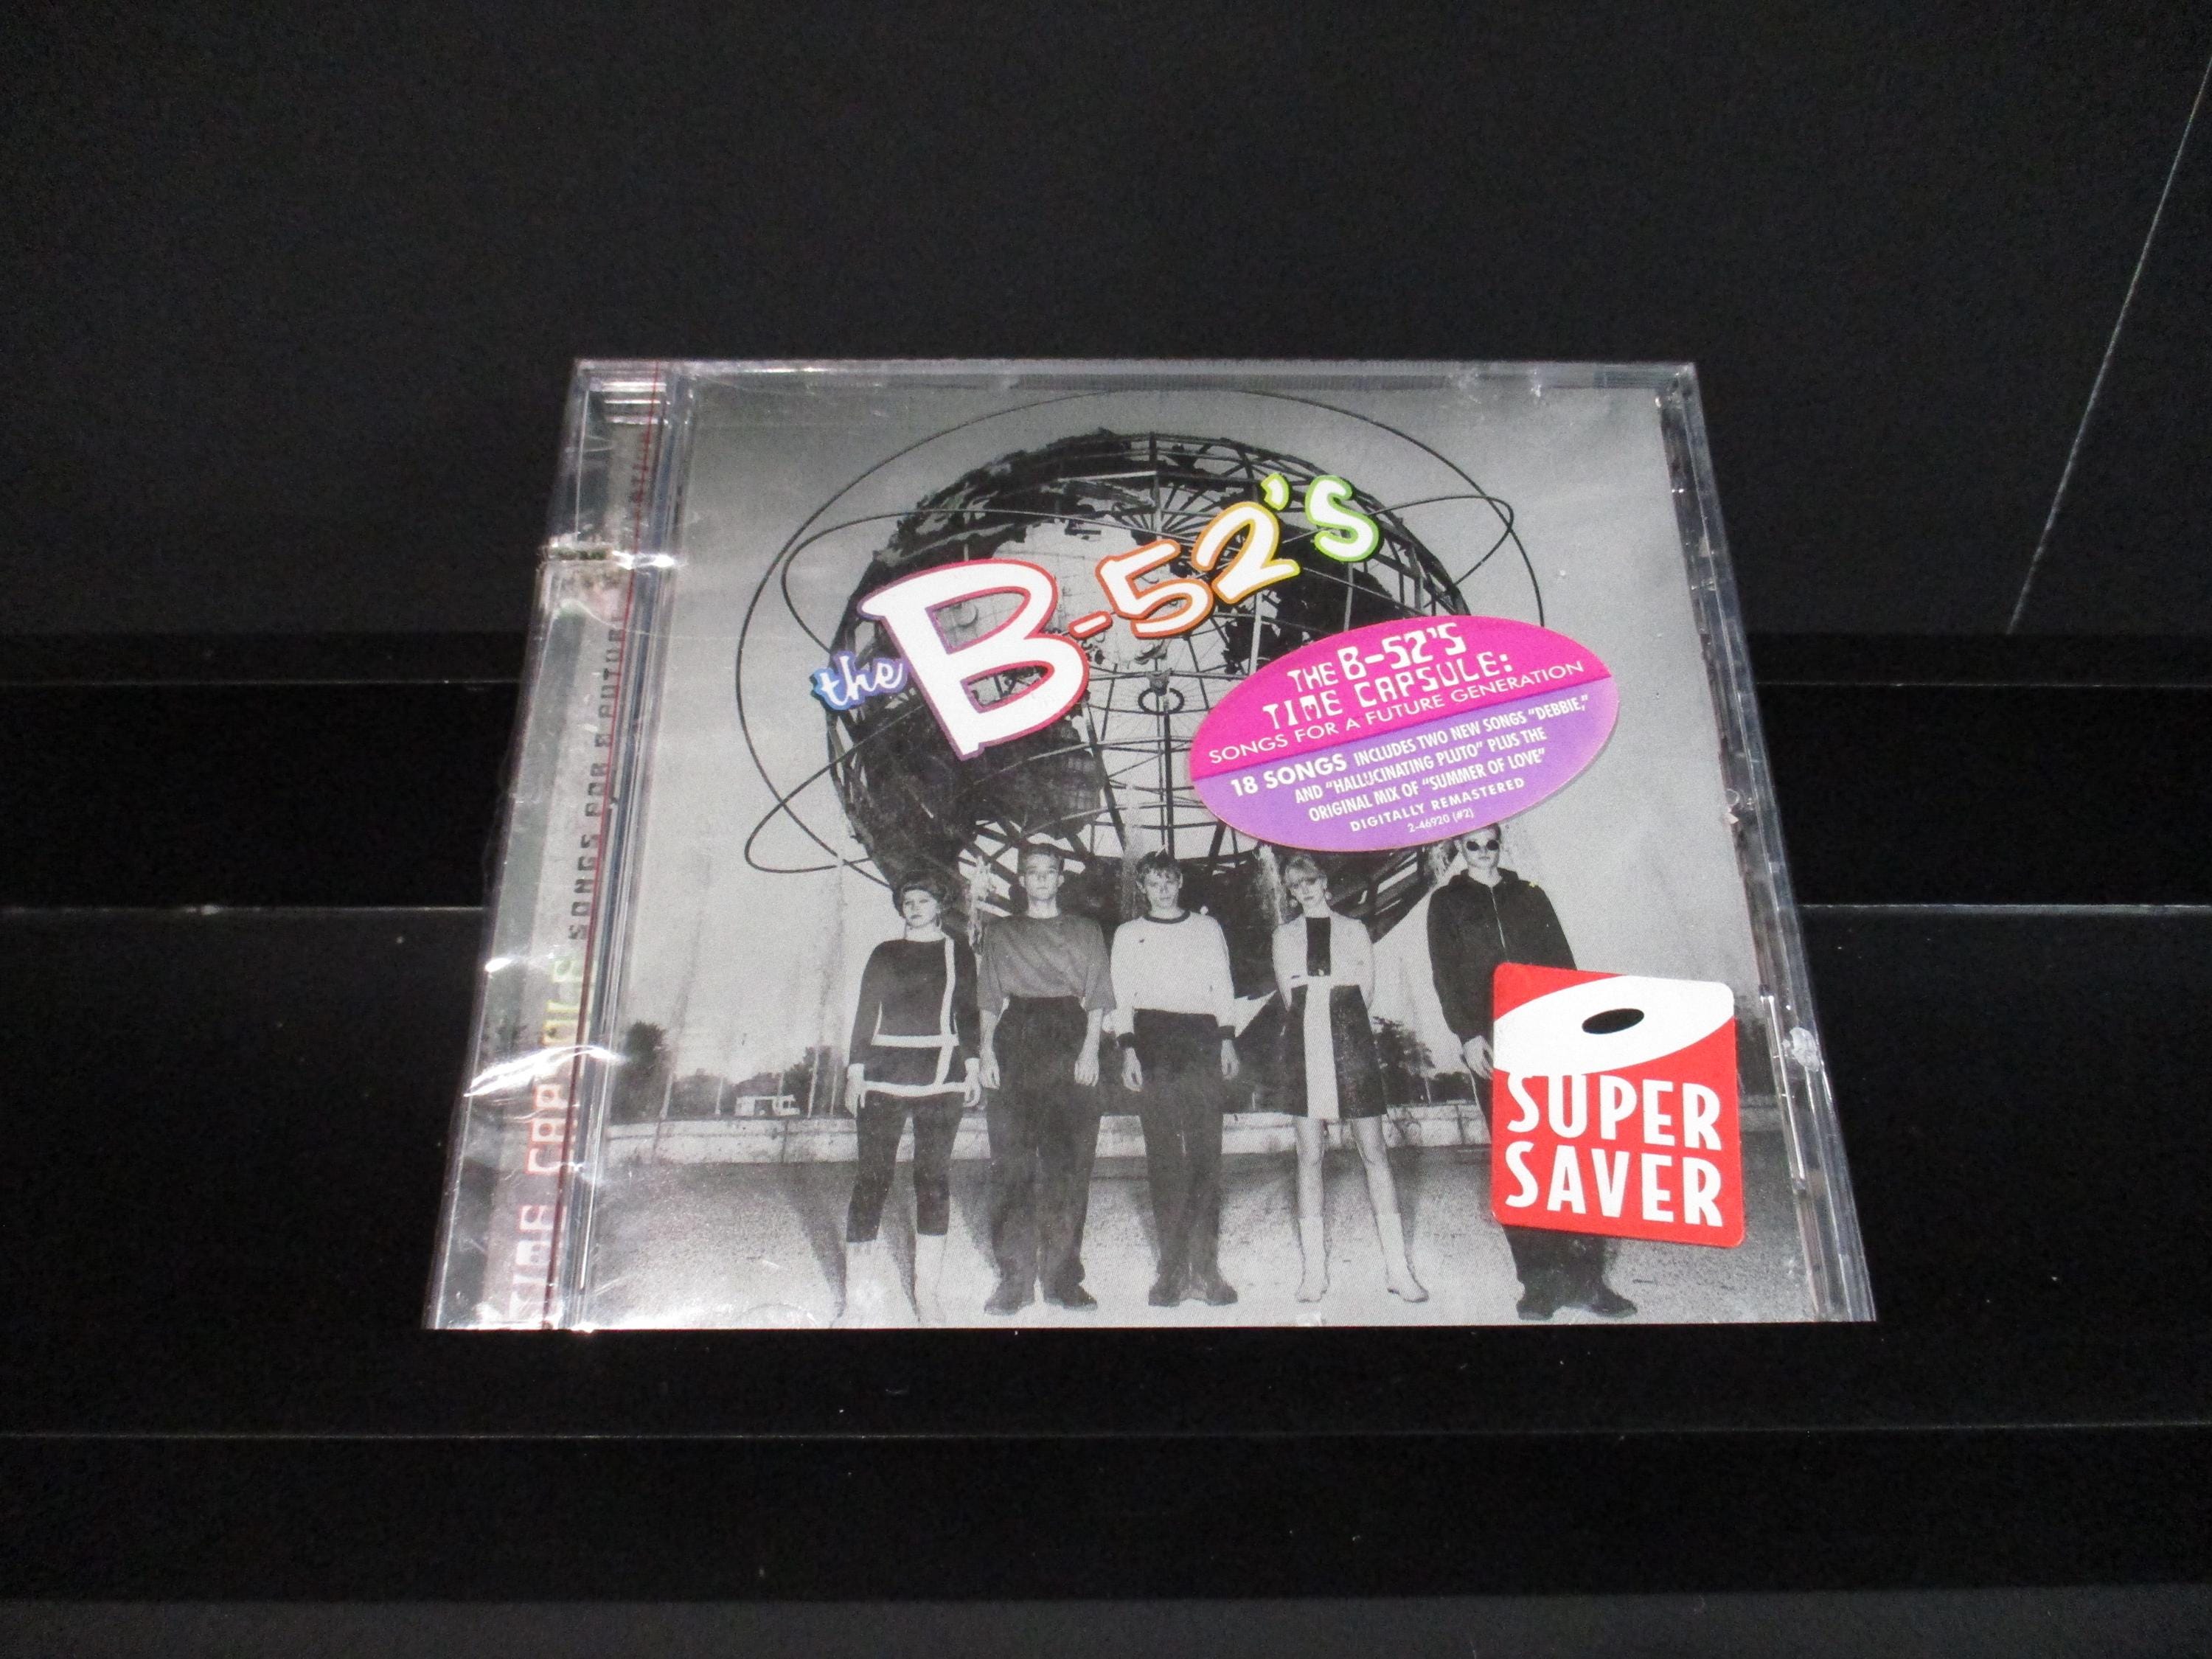 the B-52's
THE B-52'S
TIME CAPSULE:
SONGS FOR A FUTURE GENERATION
18 SONGS INCLUDES TWO NEW SONGS "DEBBIE,"
AND "HALLUCINATING PLUTO" PLUS THE
ORIGINAL MIX OF "SUMMER OF LOVE"
DIGITALLY REMASTERED
2-46920 (#2)
SUPER
SAVER
TIME CAPSULE SONGS FOR A FUTURE